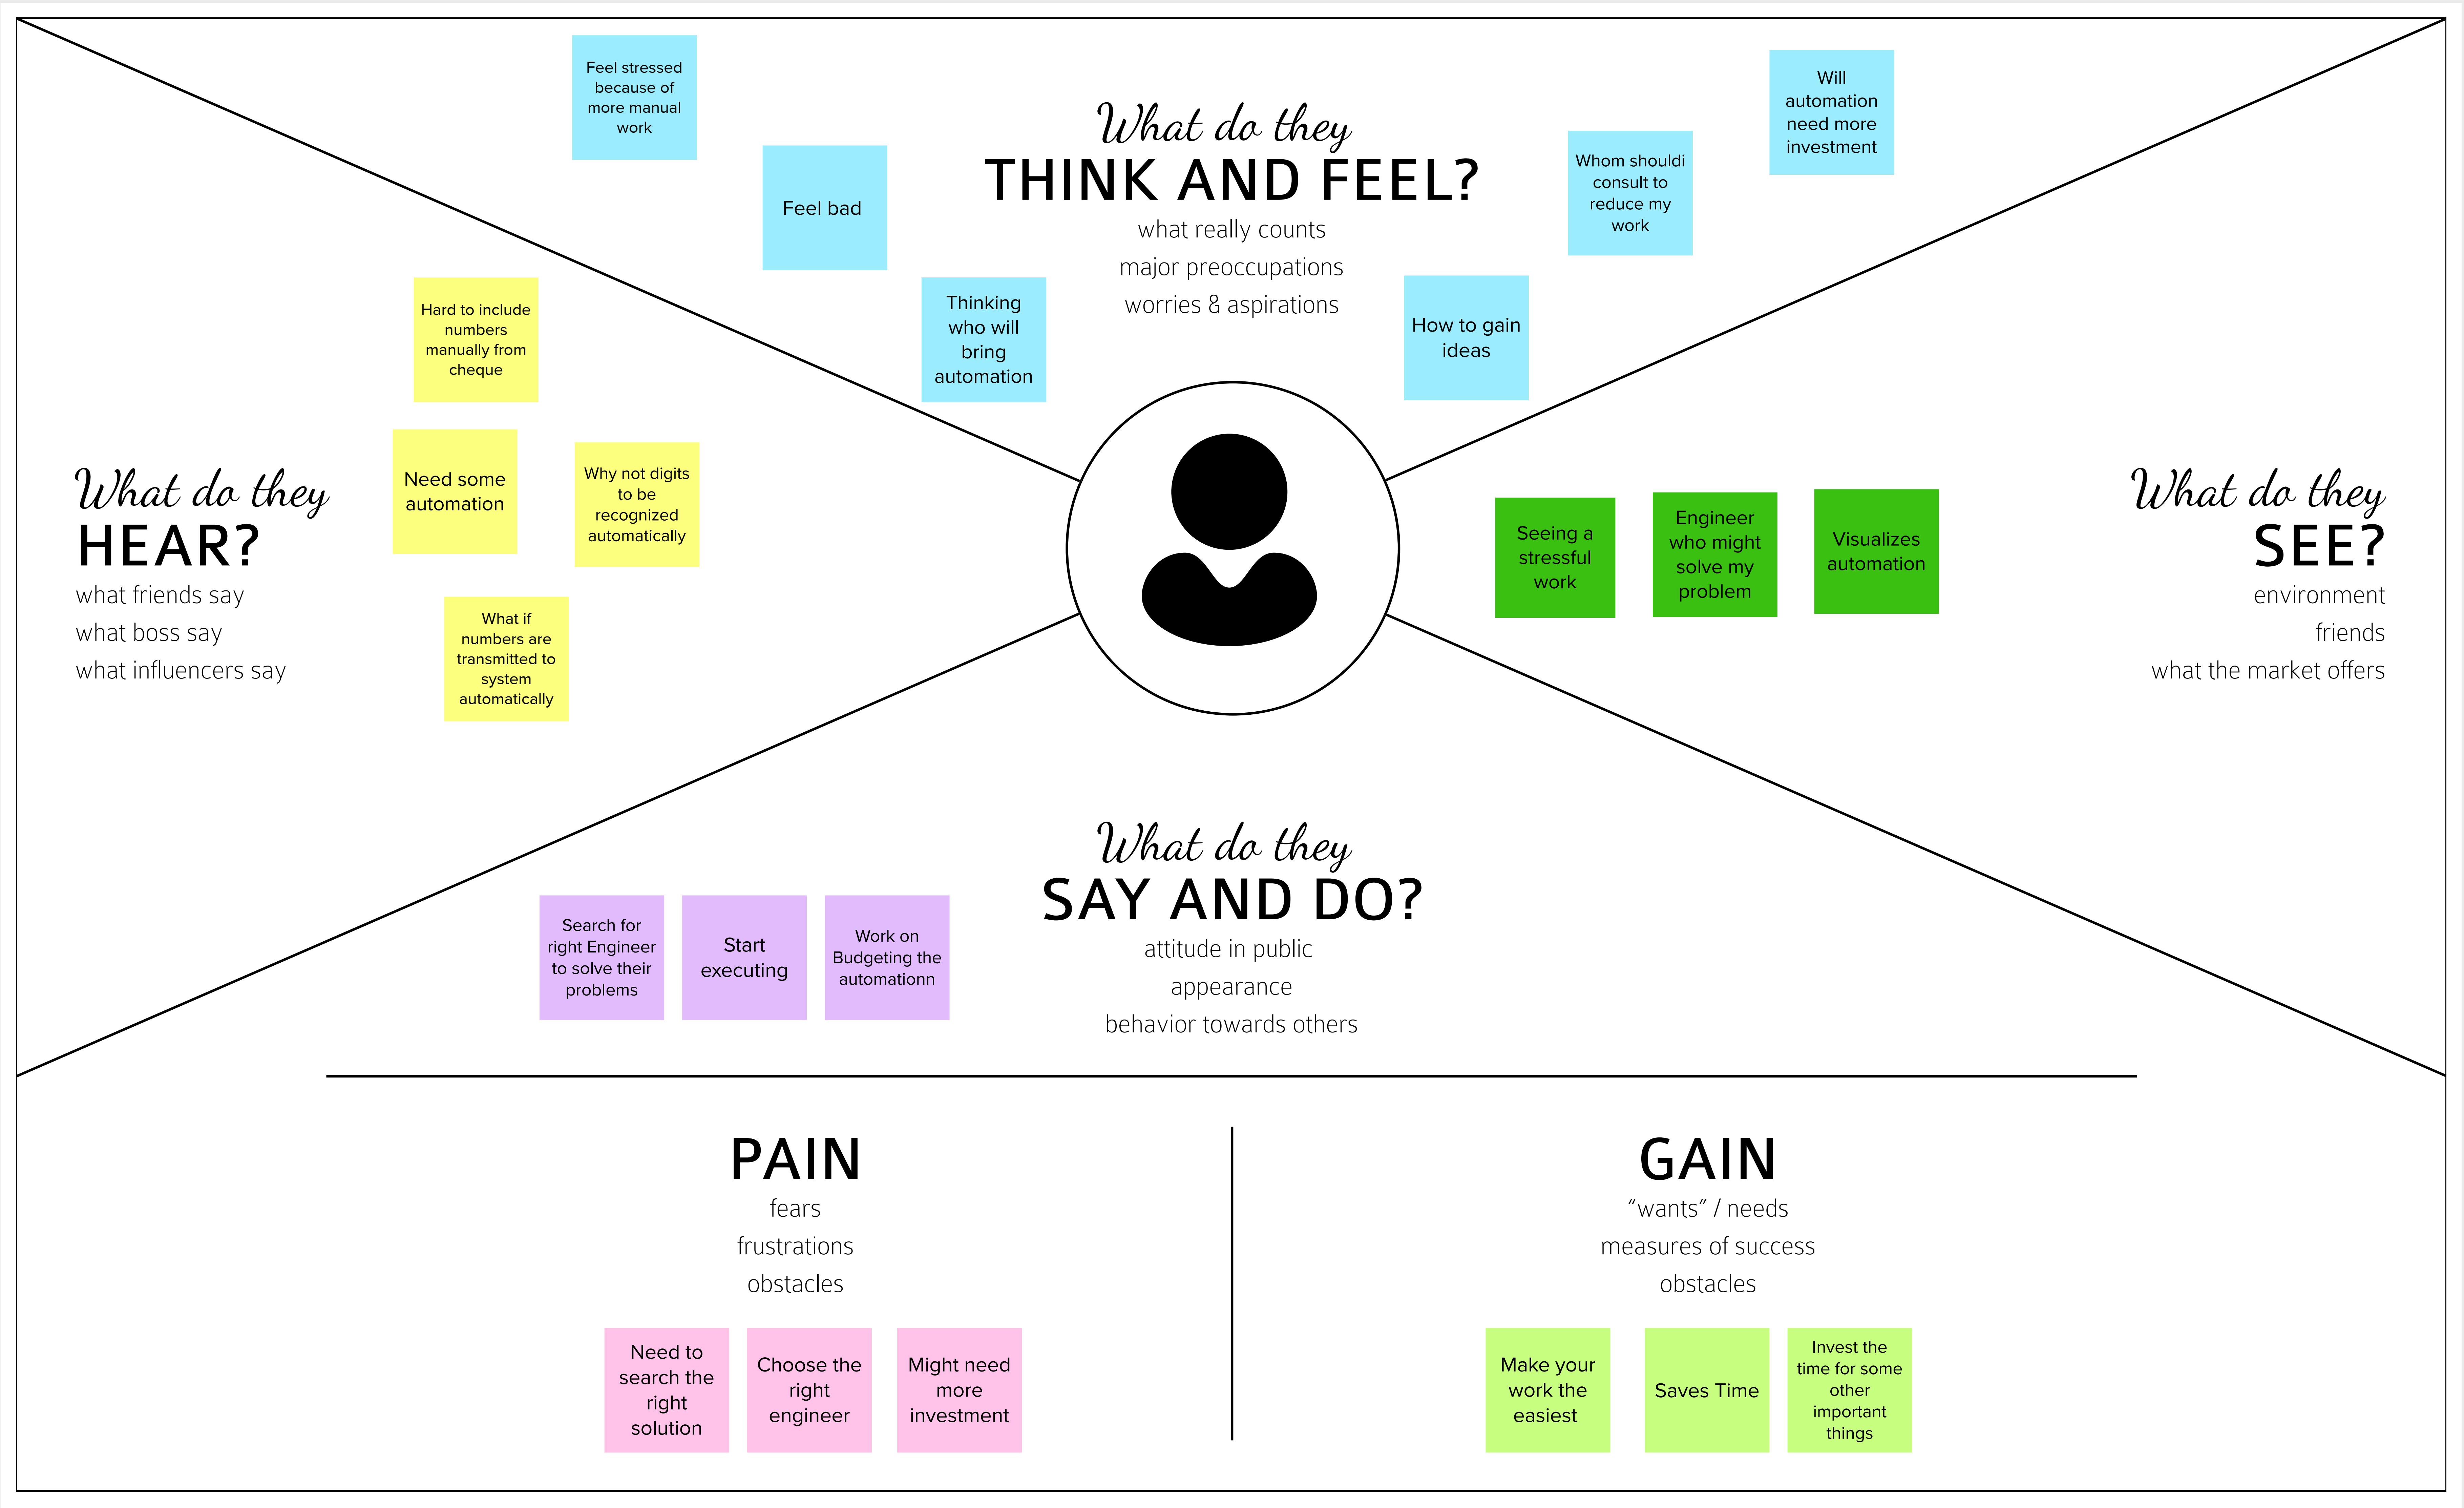 Feel stressed
because of
more manual
work
Feel bad
Thinking
who will
bring
automation
What do they
THINK AND FEEL?
what really counts
major preoccupations
worries & aspirations
How to gain
ideas
Whom shouldi
consult to
reduce my
work
Will
automation
need more
investment
What do they
HEAR?
what friends say
what boss say
what influencers say
Hard to include
numbers
manually from
cheque
Need some
automation
Why not digits
to be
recognized
automatically
What if
numbers are
transmitted to
system
automatically
Seeing a
stressful
work
Engineer
who might
solve my
problem
Visualizes
automation
What do they
SEE?
environment
friends
what the market offers
What do they
SAY AND DO?
attitude in public
appearance
behavior towards others
Search for
right Engineer
to solve their
problems
Start
executing
Work on
Budgeting the
automationn
PAIN
fears
frustrations
obstacles
Need to
search the
right
solution
Choose the
right
engineer
Might need
more
investment
GAIN
“wants” / needs
measures of success
obstacles
Make your
work the
easiest
Saves Time
Invest the
time for some
other
important
things